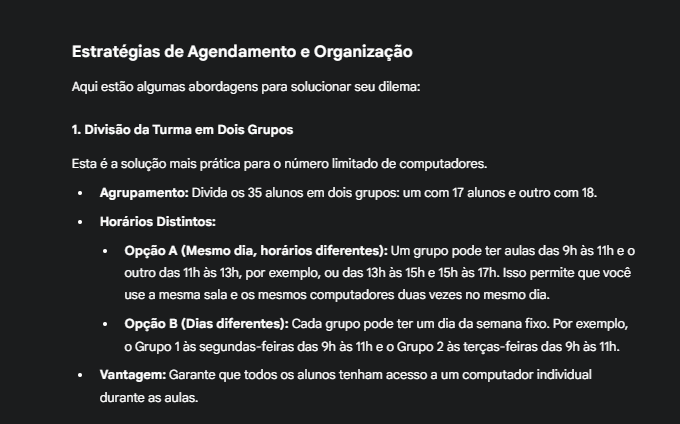 Estratégias de Agendamento e Organização
Aqui estão algumas abordagens para solucionar seu dilema:
1. Divisão da Turma em Dois Grupos
Esta é a solução mais prática para o número limitado de computadores.
• Agrupamento: Divida os 35 alunos em dois grupos: um com 17 alunos e outro com 18.
• Horários Distintos:
• Opção A (Mesmo dia, horários diferentes): Um grupo pode ter aulas das 9h às 11h e o
outro das 11h às 13h, por exemplo, ou das 13h às 15h e 15h às 17h. Isso permite que você
use a mesma sala e os mesmos computadores duas vezes no mesmo dia.
• Opção B (Dias diferentes): Cada grupo pode ter um dia da semana fixo. Por exemplo,
o Grupo 1 às segundas-feiras das 9h às 11h e o Grupo 2 às terças-feiras das 9h às 11h.
• Vantagem: Garante que todos os alunos tenham acesso a um computador individual
durante as aulas.